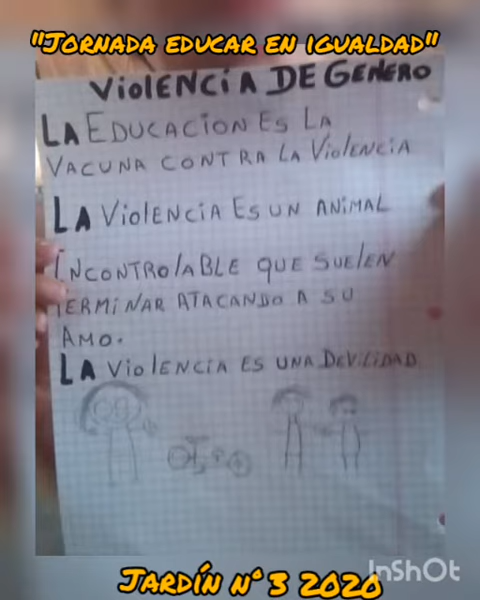 "Jornada educar en igualdad"
Violencia De Genero
La Educacion Es La
Vacuna contra la Violencia
La Violencia Es un animal
Incontrolable que suelen
terminar atacando a su
Amo.
La Violencia es una Devilidad
Jardín n° 3 2020
InShOt